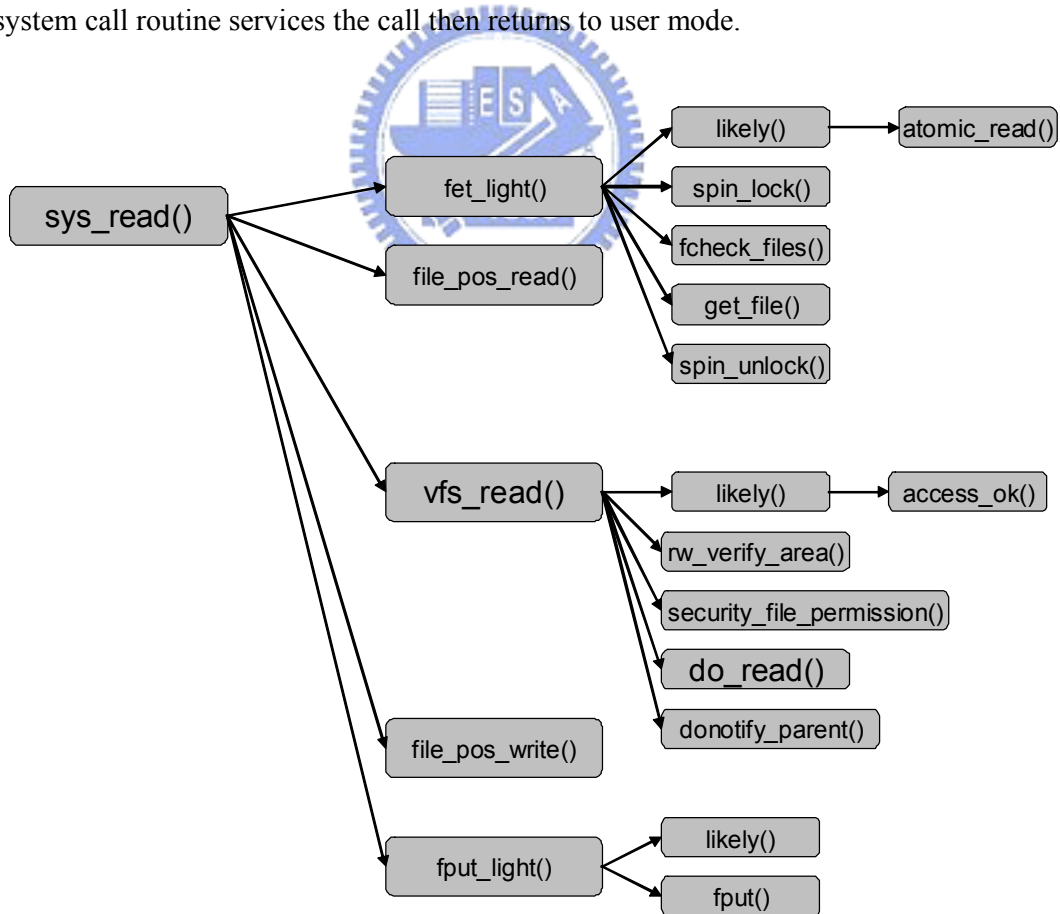 system call routine services the call then returns to user mode.
ESA
likely()
atomic_read()
sys_read()
fet_light()
spin_lock()
fcheck_files()
file_pos_read()
get_file()
spin_unlock()
vfs_read()
likely()
access_ok()
rw_verify_area()
security_file_permission()
do_read()
donotify_parent()
file_pos_write()
fput_light()
likely()
fput()